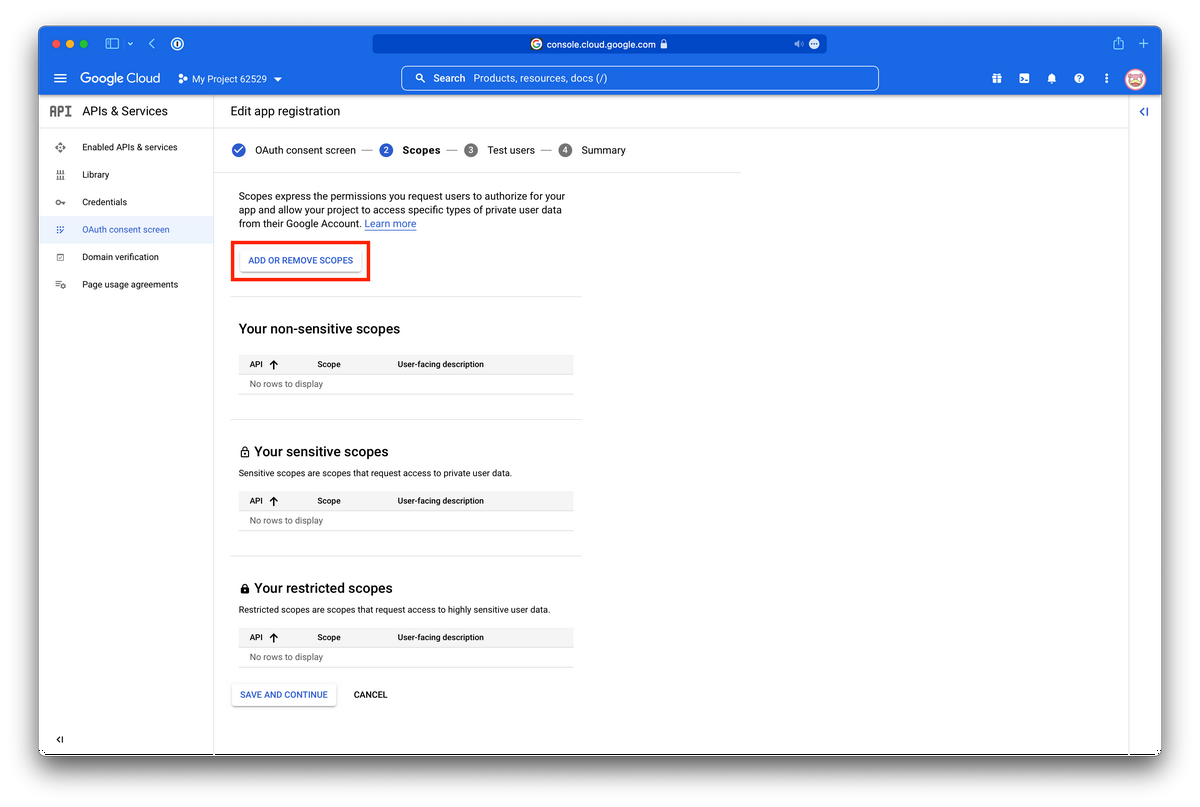 console.cloud.google.com
Google Cloud
My Project 62529
Search Products, resources, docs (/)
API APIs & Services
Edit app registration
Enabled APIs & services
Library
Credentials
OAuth consent screen
Domain verification
Page usage agreements
OAuth consent screen — 2 Scopes — 3 Test users — 4 Summary
Scopes express the permissions you request users to authorize for your
app and allow your project to access specific types of private user data
from their Google Account. Learn more
ADD OR REMOVE SCOPES
Your non-sensitive scopes
API Scope User-facing description
No rows to display
Your sensitive scopes
Sensitive scopes are scopes that request access to private user data.
API Scope User-facing description
No rows to display
Your restricted scopes
Restricted scopes are scopes that request access to highly sensitive user data.
API Scope User-facing description
No rows to display
SAVE AND CONTINUE CANCEL